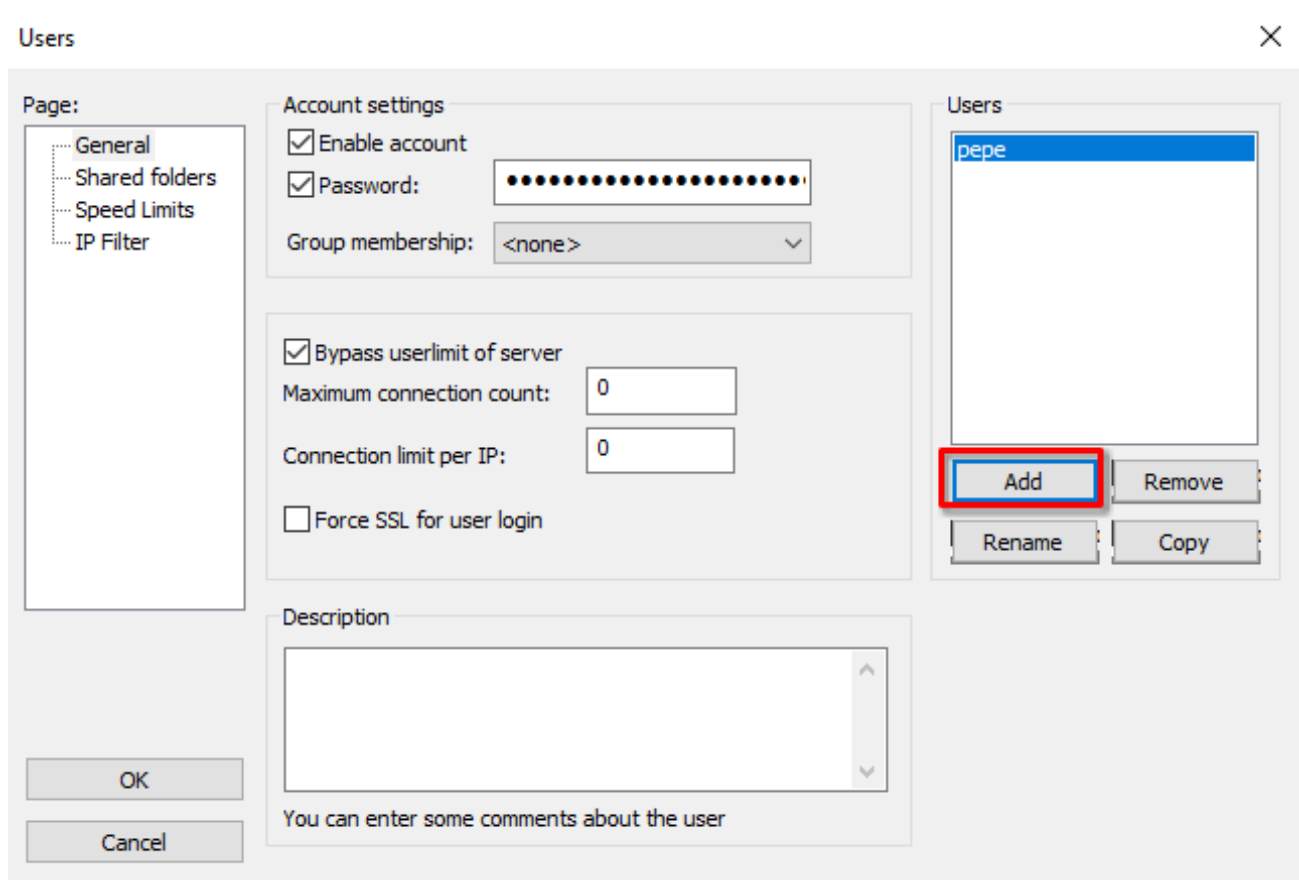 Users
Page:
General
Shared folders
Speed Limits
IP Filter
OK
Cancel
Account settings
Enable account
Password:
Group membership: <none>
Bypass userlimit of server
Maximum connection count: 0
Connection limit per IP: 0
Force SSL for user login
Description
You can enter some comments about the user
Users
pepe
Add Remove
Rename Copy